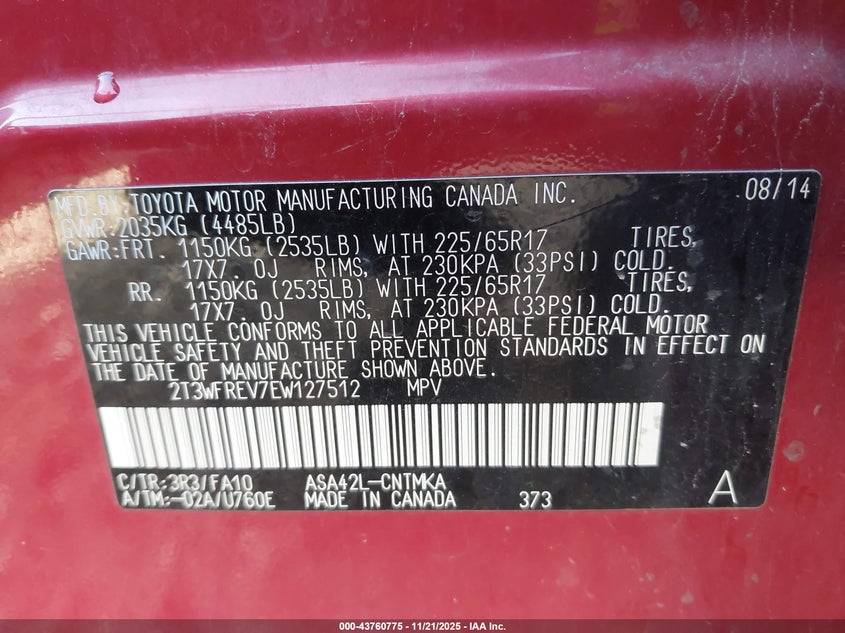 MFD.BY:TOYOTA MOTOR MANUFACTURING CANADA INC. 08/14
GVWR:2035KG (4485LB)
GAWR:FRT. 1150KG (2535LB) WITH 225/65R17 TIRES,
17X7. 0J RIMS, AT 230KPA (33PSI) COLD.
RR. 1150KG (2535LB) WITH 225/65R17 TIRES,
17X7. 0J RIMS, AT 230KPA (33PSI) COLD.
THIS VEHICLE CONFORMS TO ALL APPLICABLE FEDERAL MOTOR
VEHICLE SAFETY AND THEFT PREVENTION STANDARDS IN EFFECT ON
THE DATE OF MANUFACTURE SHOWN ABOVE.
2T3WFREV7EW127512 MPV
C/TR:3R3/FA10 ASA42L-CNTMKA
A/TM:-02A/U760E MADE IN CANADA 373 A
000-43760775 - 11/21/2025 - IAA Inc.